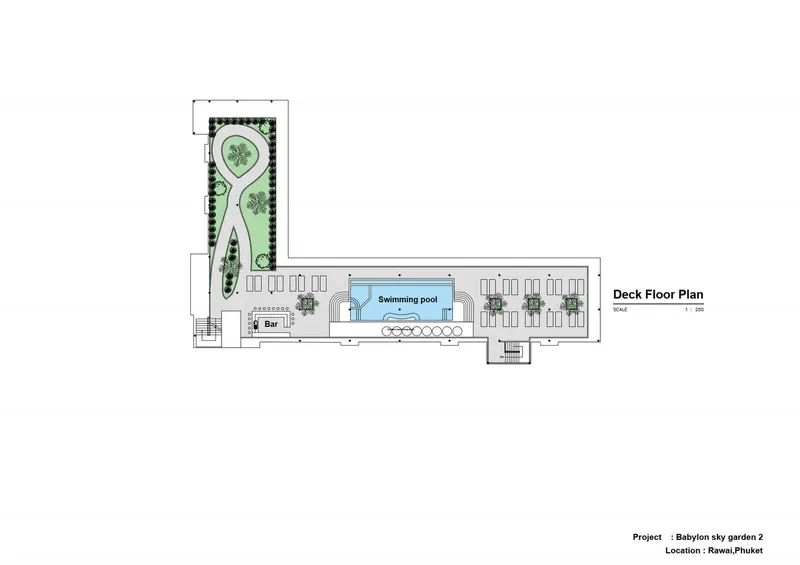 Swimming pool
Bar
Deck Floor Plan
SCALE 1 : 250
Project : Babylon sky garden 2
Location : Rawai,Phuket